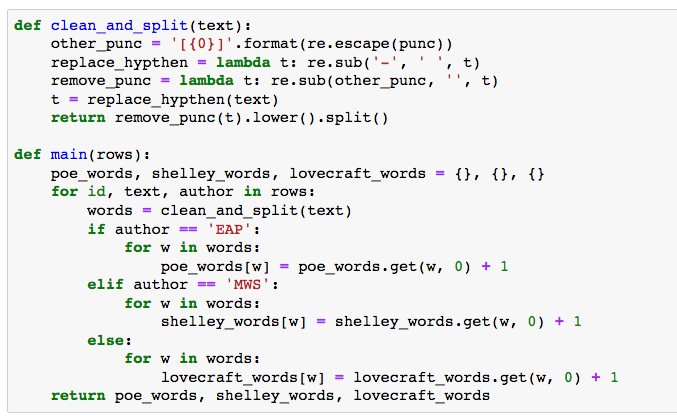 def clean_and_split(text):
    other_punc = '[{0}]'.format(re.escape(punc))
    replace_hypthen = lambda t: re.sub('-', ' ', t)
    remove_punc = lambda t: re.sub(other_punc, '', t)
    t = replace_hypthen(text)
    return remove_punc(t).lower().split()

def main(rows):
    poe_words, shelley_words, lovecraft_words = {}, {}, {}
    for id, text, author in rows:
        words = clean_and_split(text)
        if author == 'EAP':
            for w in words:
                poe_words[w] = poe_words.get(w, 0) + 1
        elif author == 'MWS':
            for w in words:
                shelley_words[w] = shelley_words.get(w, 0) + 1
        else:
            for w in words:
                lovecraft_words[w] = lovecraft_words.get(w, 0) + 1
    return poe_words, shelley_words, lovecraft_words